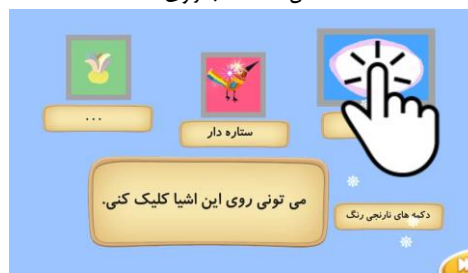 ...
ستاره دار
می تونی روی این اشیا کلیک کنی.
دکمه های نارنجی رنگ